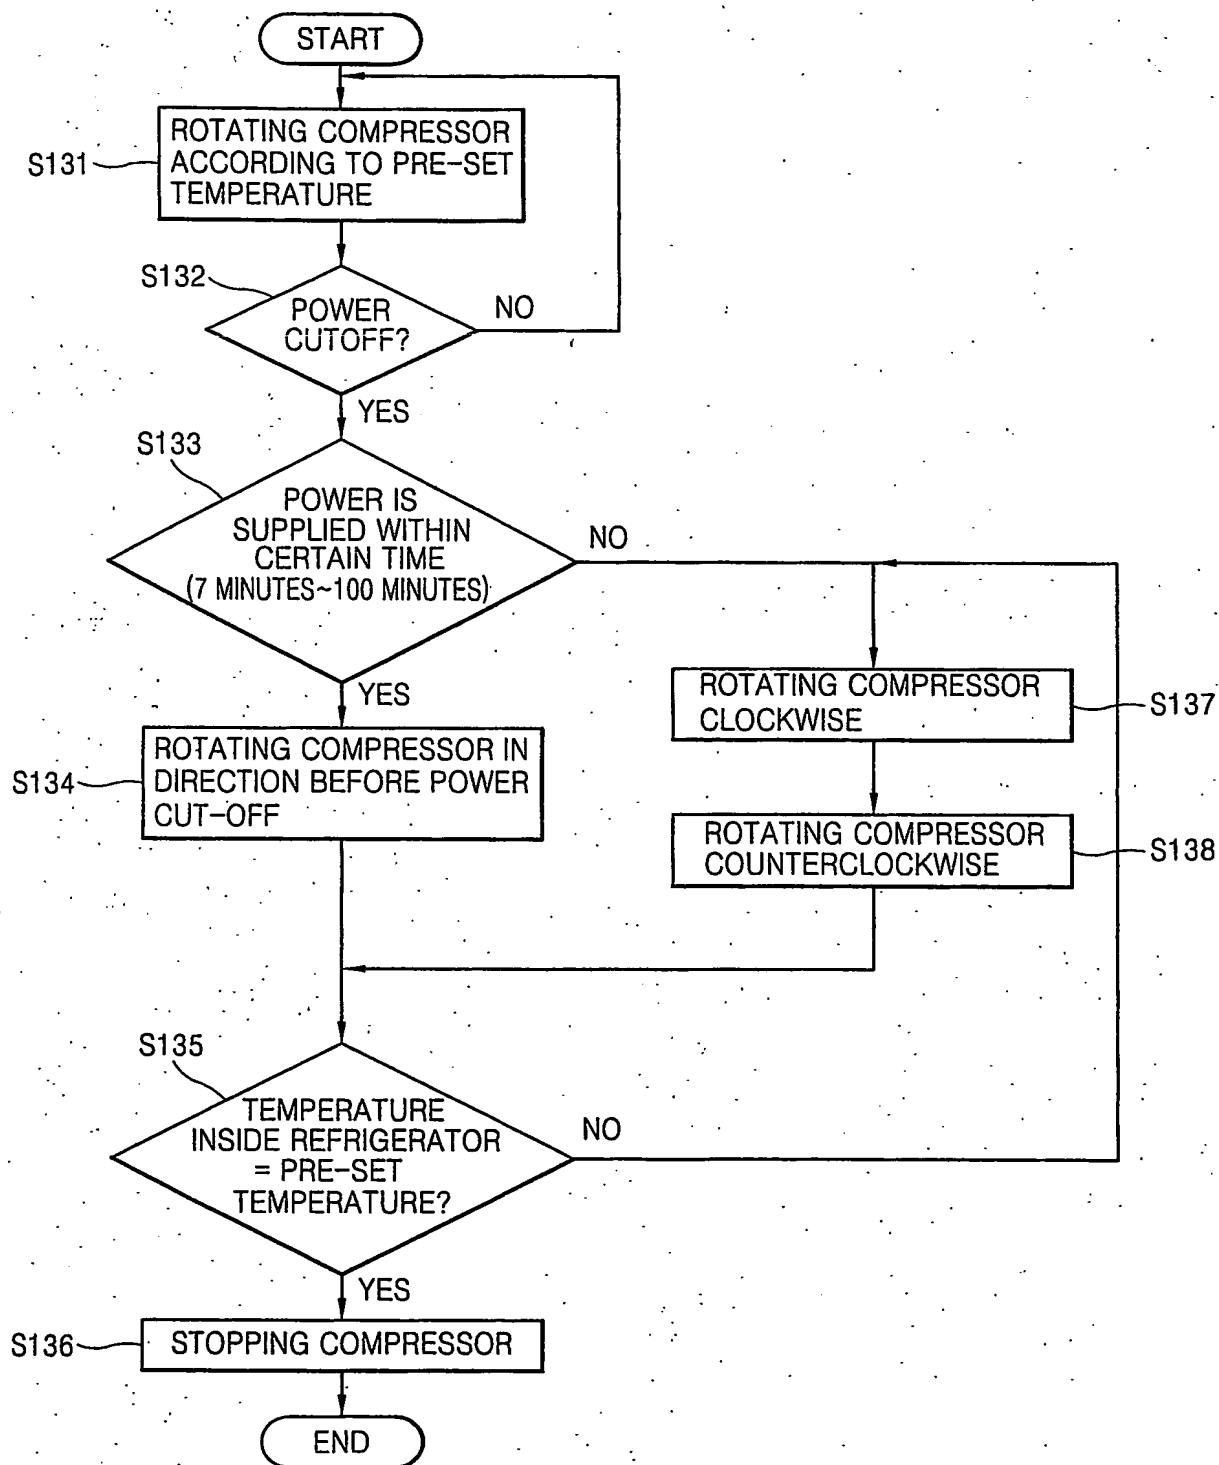 START
ROTATING COMPRESSOR
ACCORDING TO PRE-SET
TEMPERATURE
S131
S132
POWER
CUTOFF?
NO
YES
S133
POWER IS
SUPPLIED WITHIN
CERTAIN TIME
(7 MINUTES~100 MINUTES)
NO
YES
ROTATING COMPRESSOR
CLOCKWISE
S137
ROTATING COMPRESSOR IN
DIRECTION BEFORE POWER
CUT-OFF
S134
ROTATING COMPRESSOR
COUNTERCLOCKWISE
S138
S135
TEMPERATURE
INSIDE REFRIGERATOR
= PRE-SET
TEMPERATURE?
NO
YES
S136
STOPPING COMPRESSOR
END